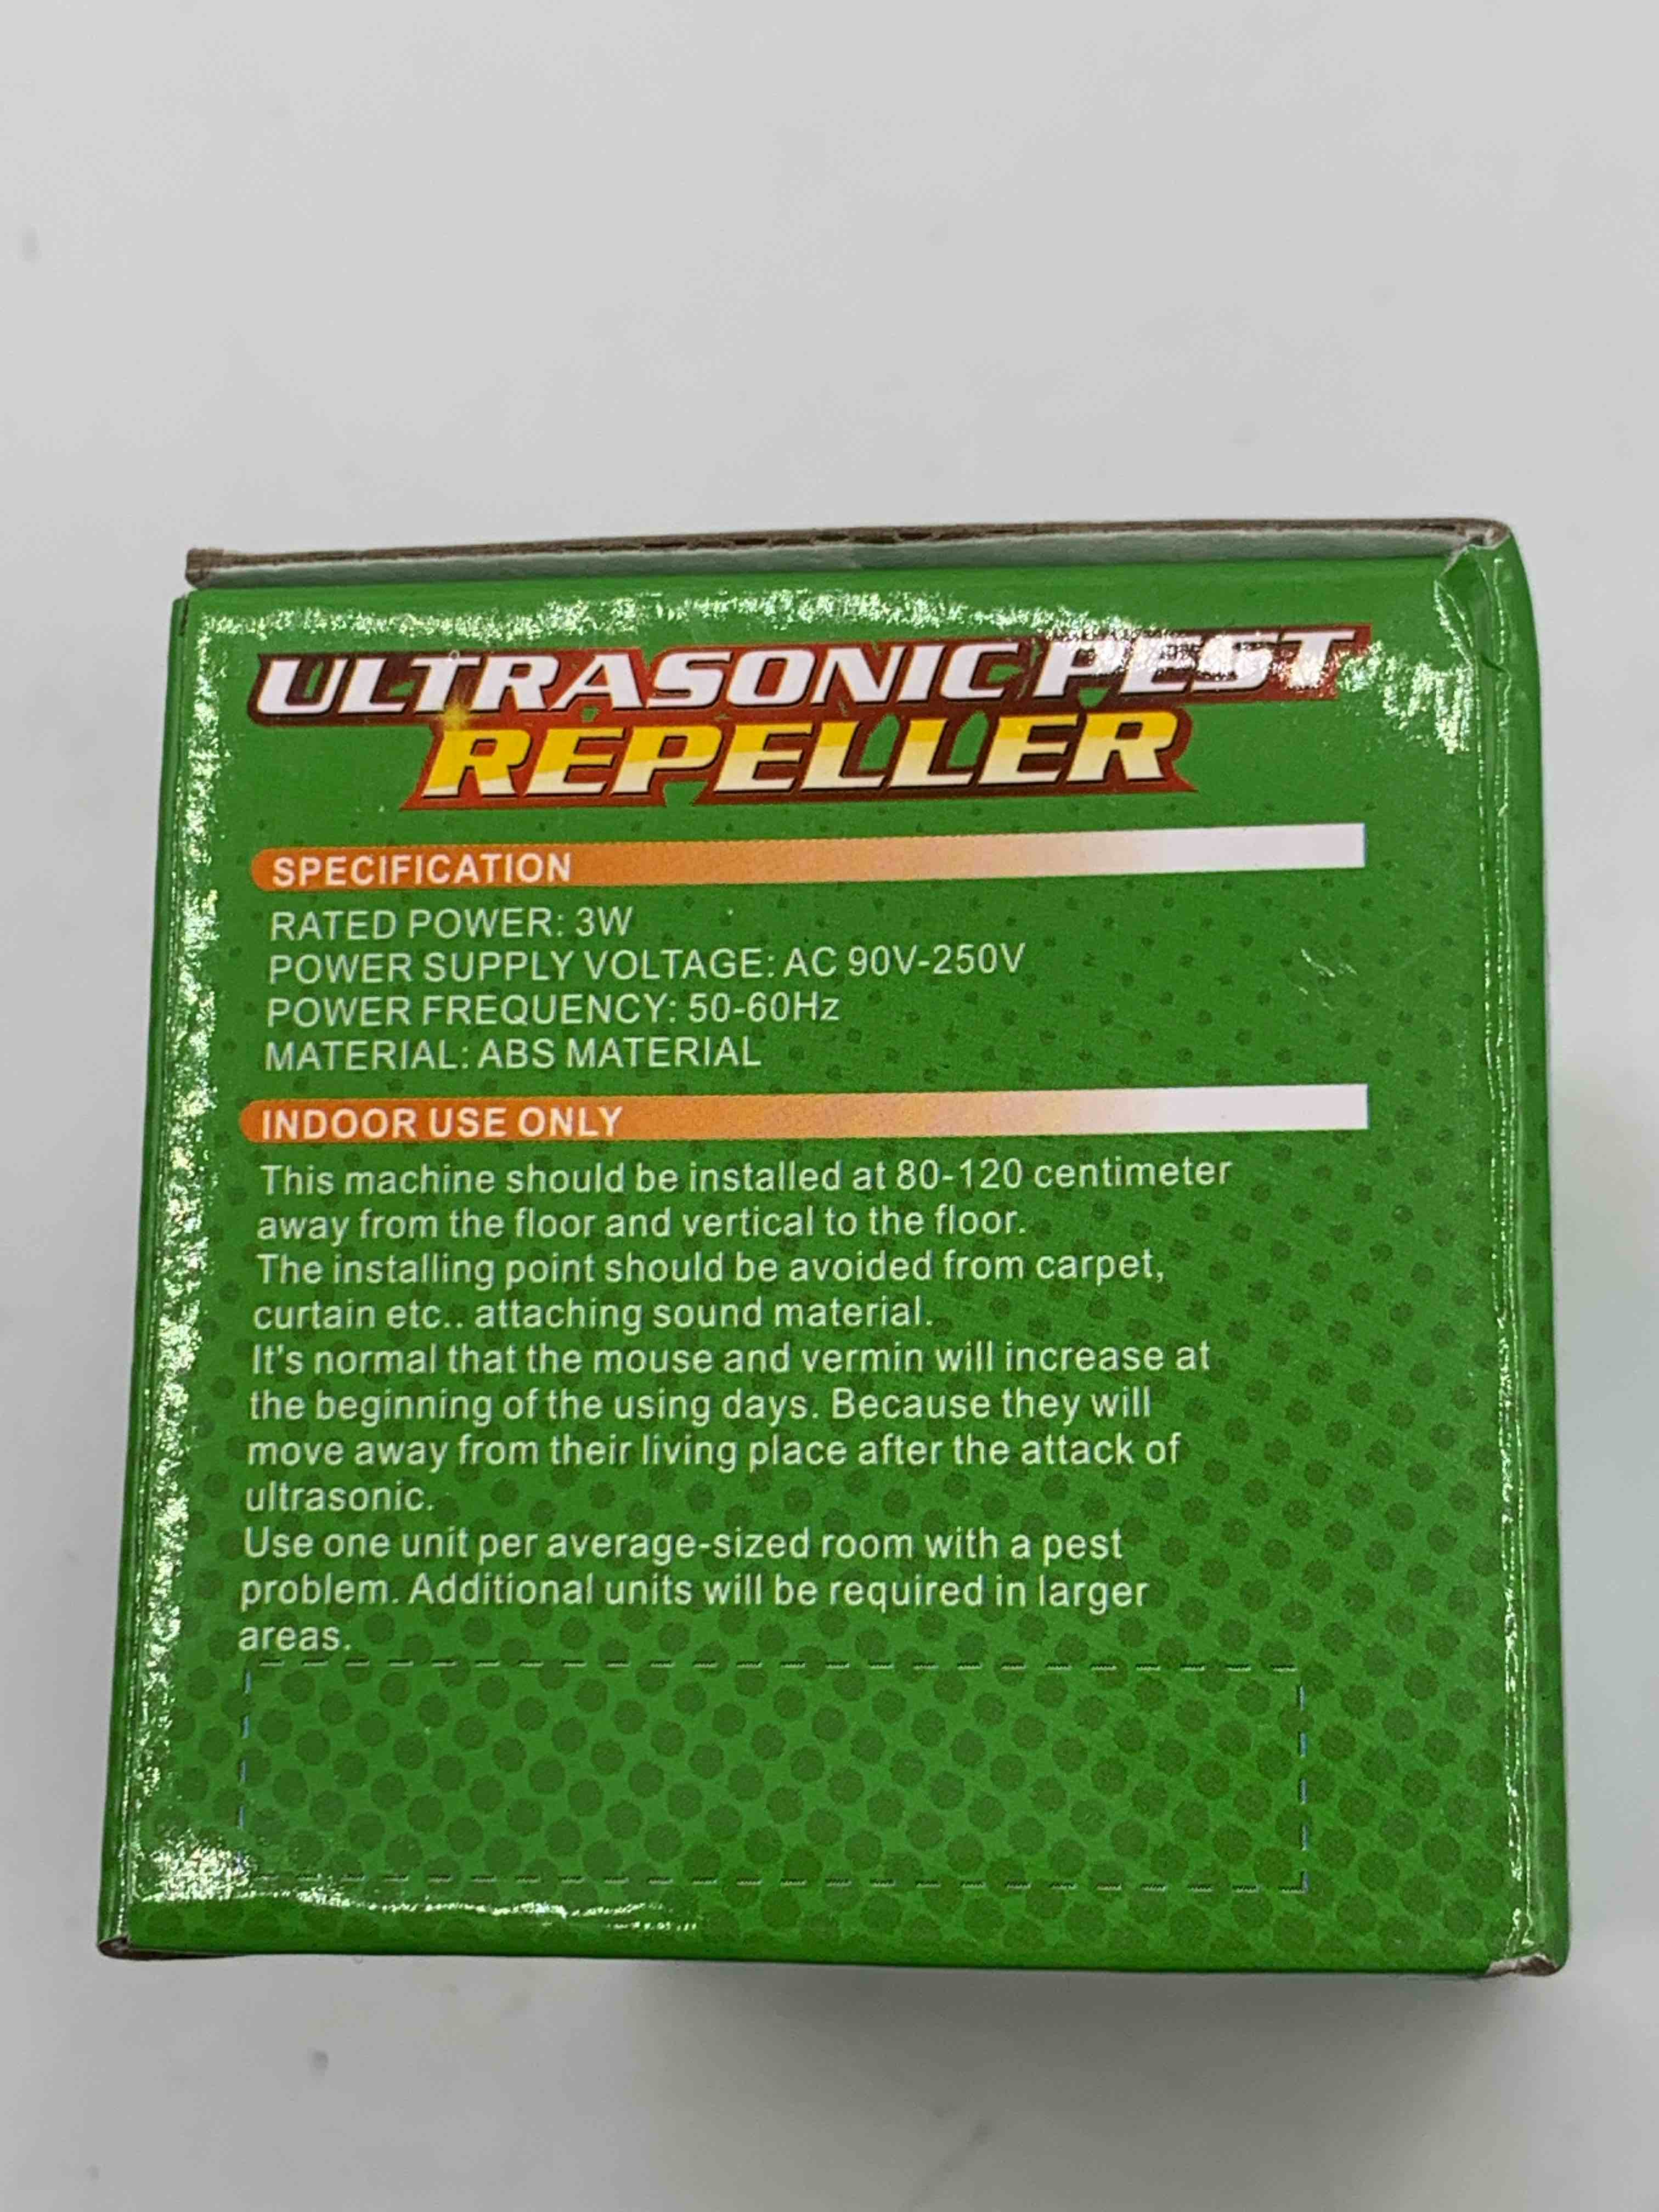 ULTRASONIC PEST
REPELLER
SPECIFICATION
RATED POWER: 3W
POWER SUPPLY VOLTAGE: AC 90V-250V
POWER FREQUENCY: 50-60Hz
MATERIAL: ABS MATERIAL
INDOOR USE ONLY
This machine should be installed at 80-120 centimeter
away from the floor and vertical to the floor.
The installing point should be avoided from carpet,
curtain etc.. attaching sound material.
It's normal that the mouse and vermin will increase at
the beginning of the using days. Because they will
move away from their living place after the attack of
ultrasonic.
Use one unit per average-sized room with a pest
problem. Additional units will be required in larger
areas.